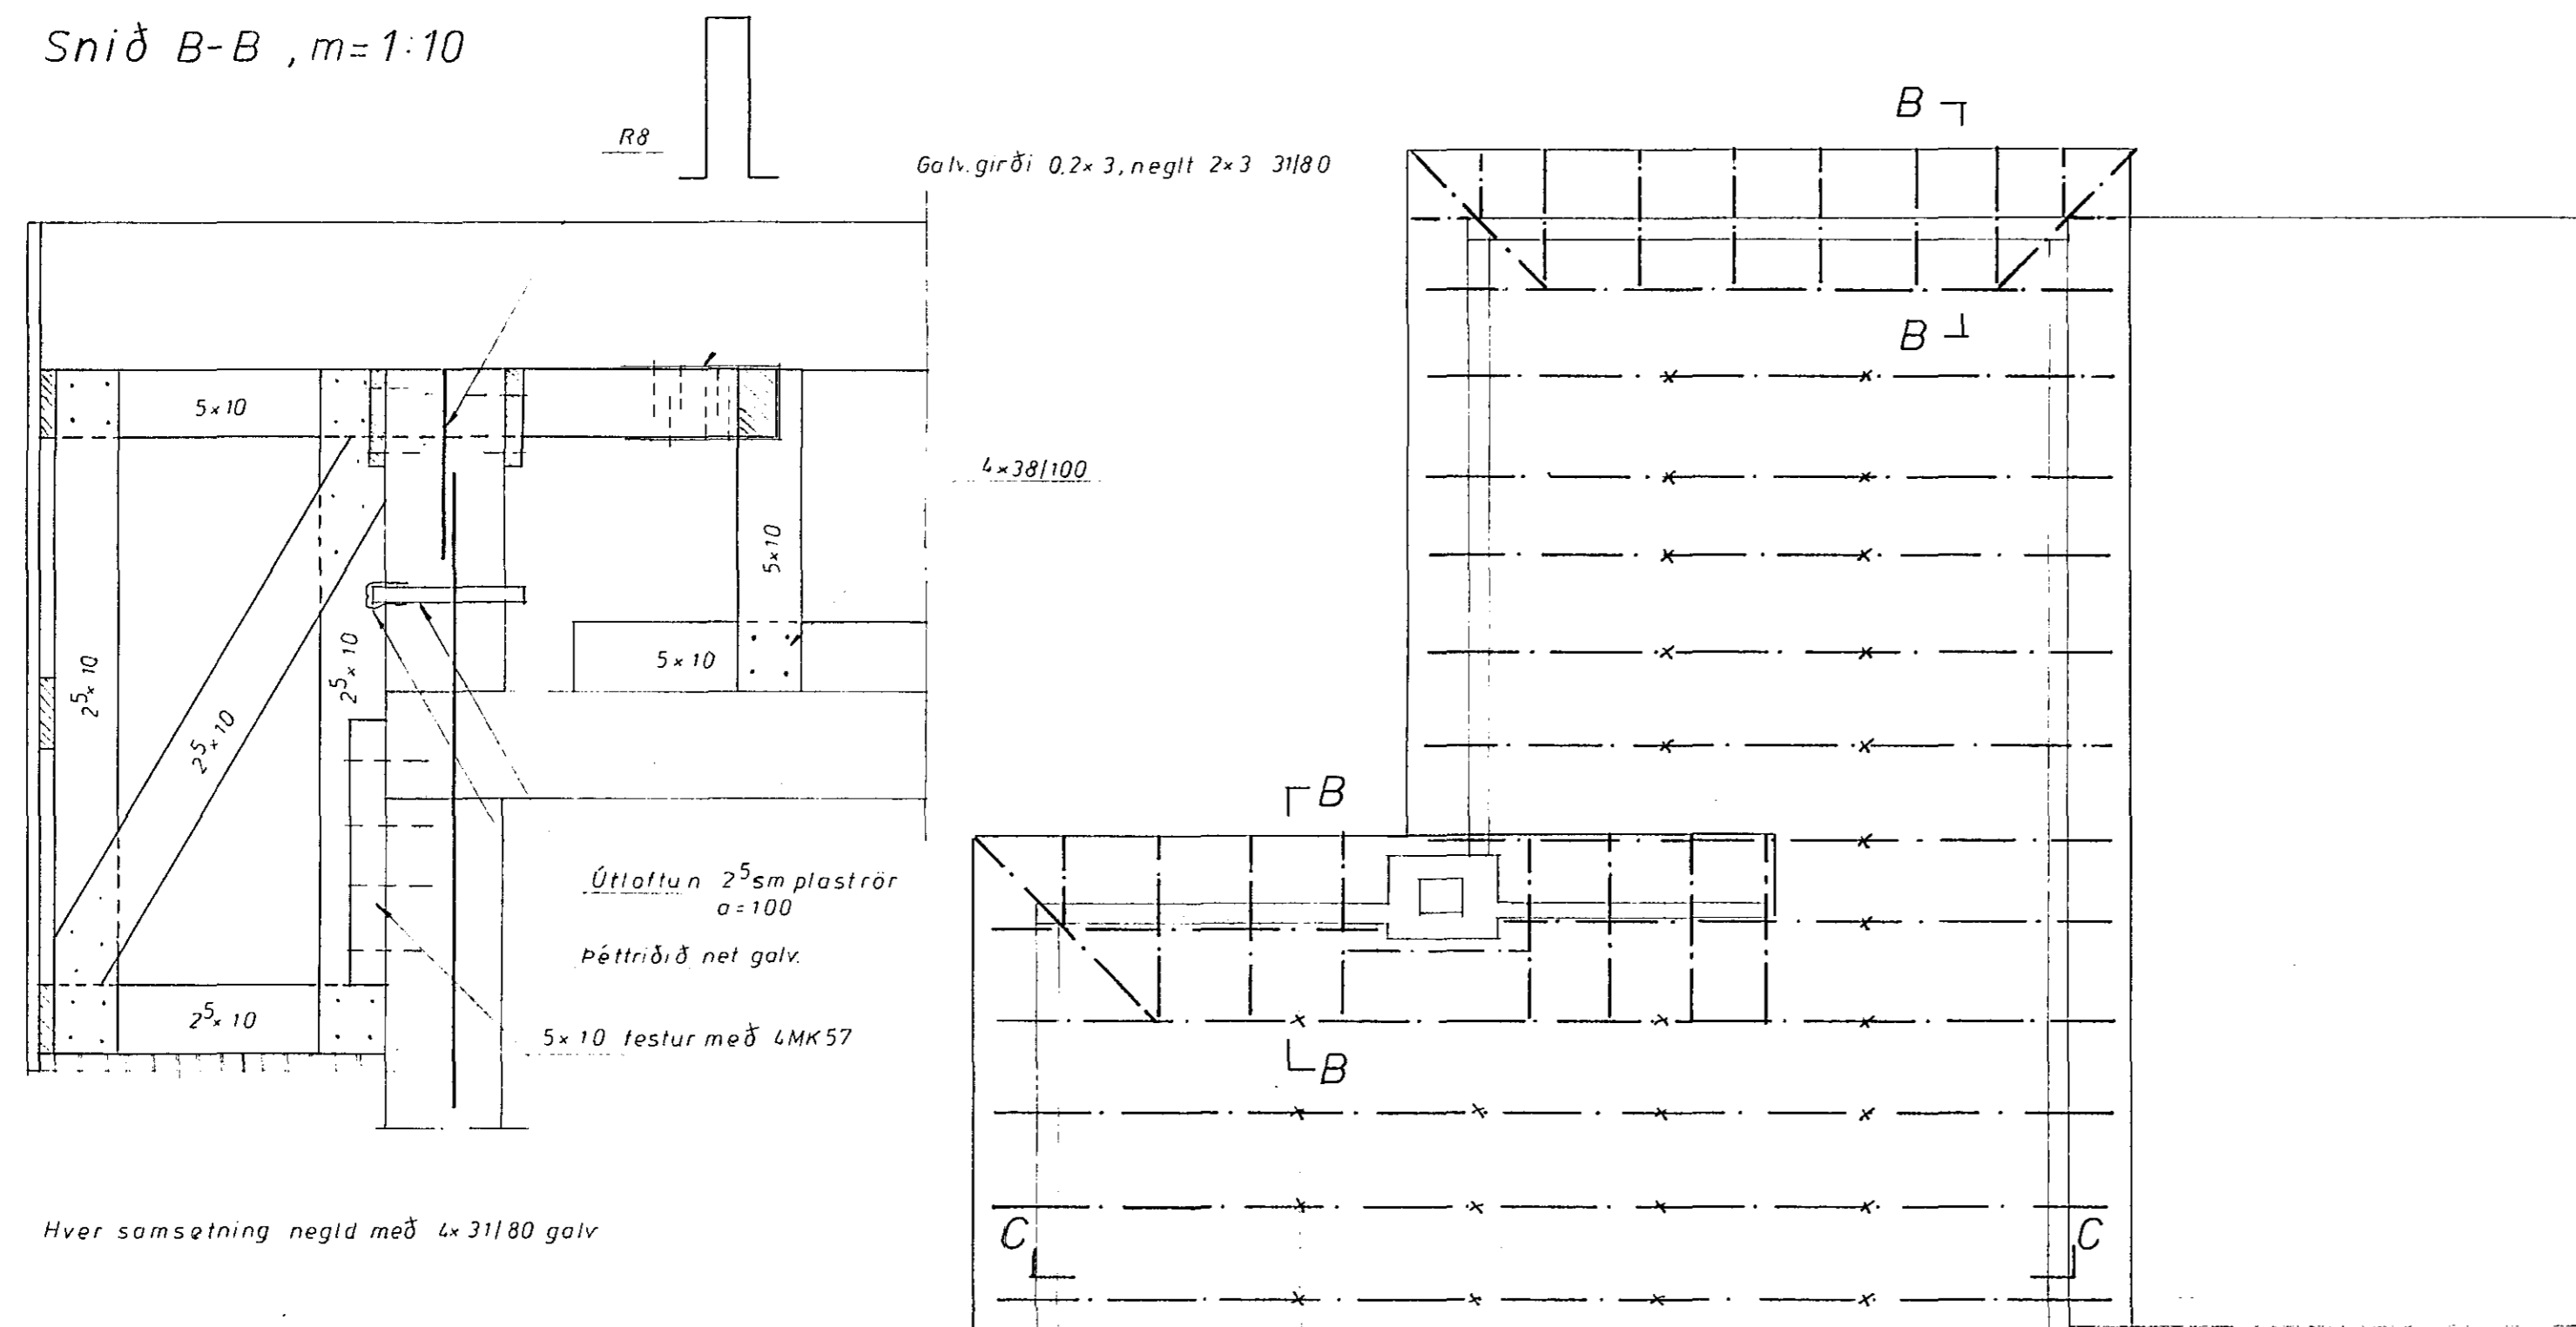 Snið B-B , m=1:10
R8
Galv.girði 0,2×3, neglt 2×3 31/80
5×10
4×38/100
5×10
5×10
2⁵×10
2⁵×10
2⁵×10
2⁵×10
Útloftun 2⁵sm plaströr
a=100
Þéttriðið net galv.
5×10 festur með 4MK57
Hver samsetning negld með 4×31/80 galv
B
B
B
B
C
C